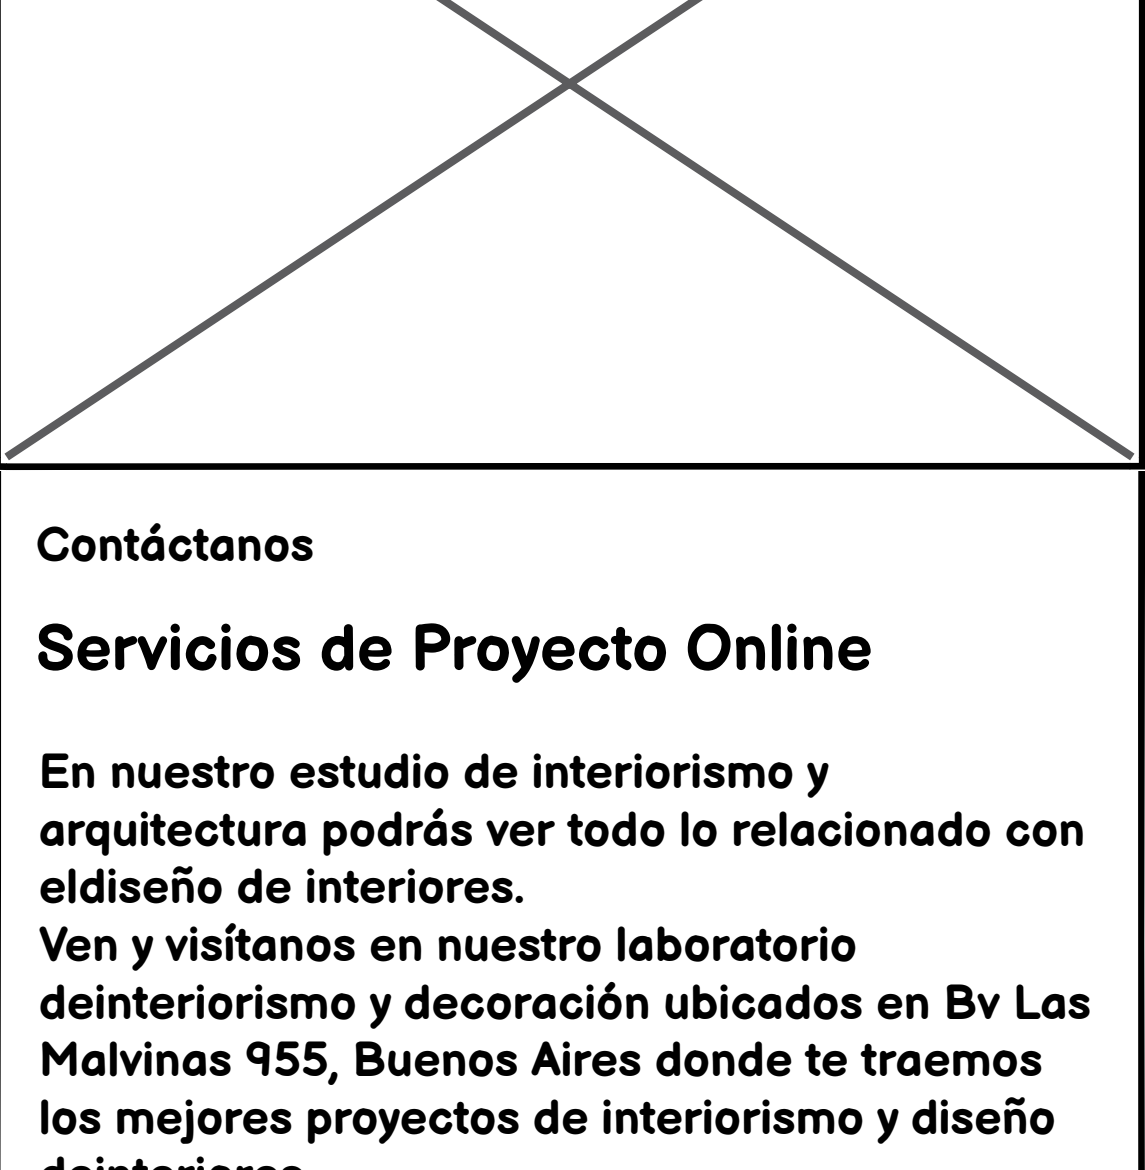 Contáctanos
Servicios de Proyecto Online
En nuestro estudio de interiorismo y
arquitectura podrás ver todo lo relacionado con
eldiseño de interiores.
Ven y visítanos en nuestro laboratorio
deinteriorismo y decoración ubicados en Bv Las
Malvinas 955, Buenos Aires donde te traemos
los mejores proyectos de interiorismo y diseño